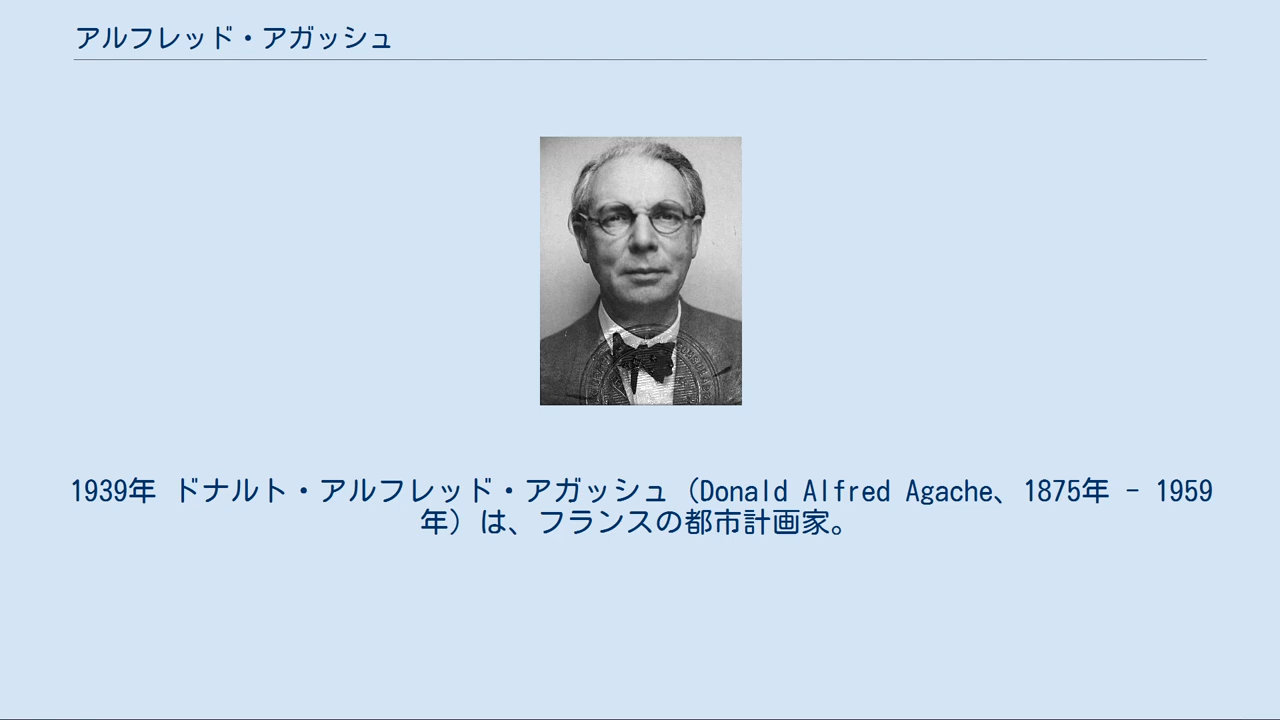 アルフレッド・アガッシュ
1939年 ドナルト・アルフレッド・アガッシュ（Donald Alfred Agache、1875年 - 1959
年）は、フランスの都市計画家。